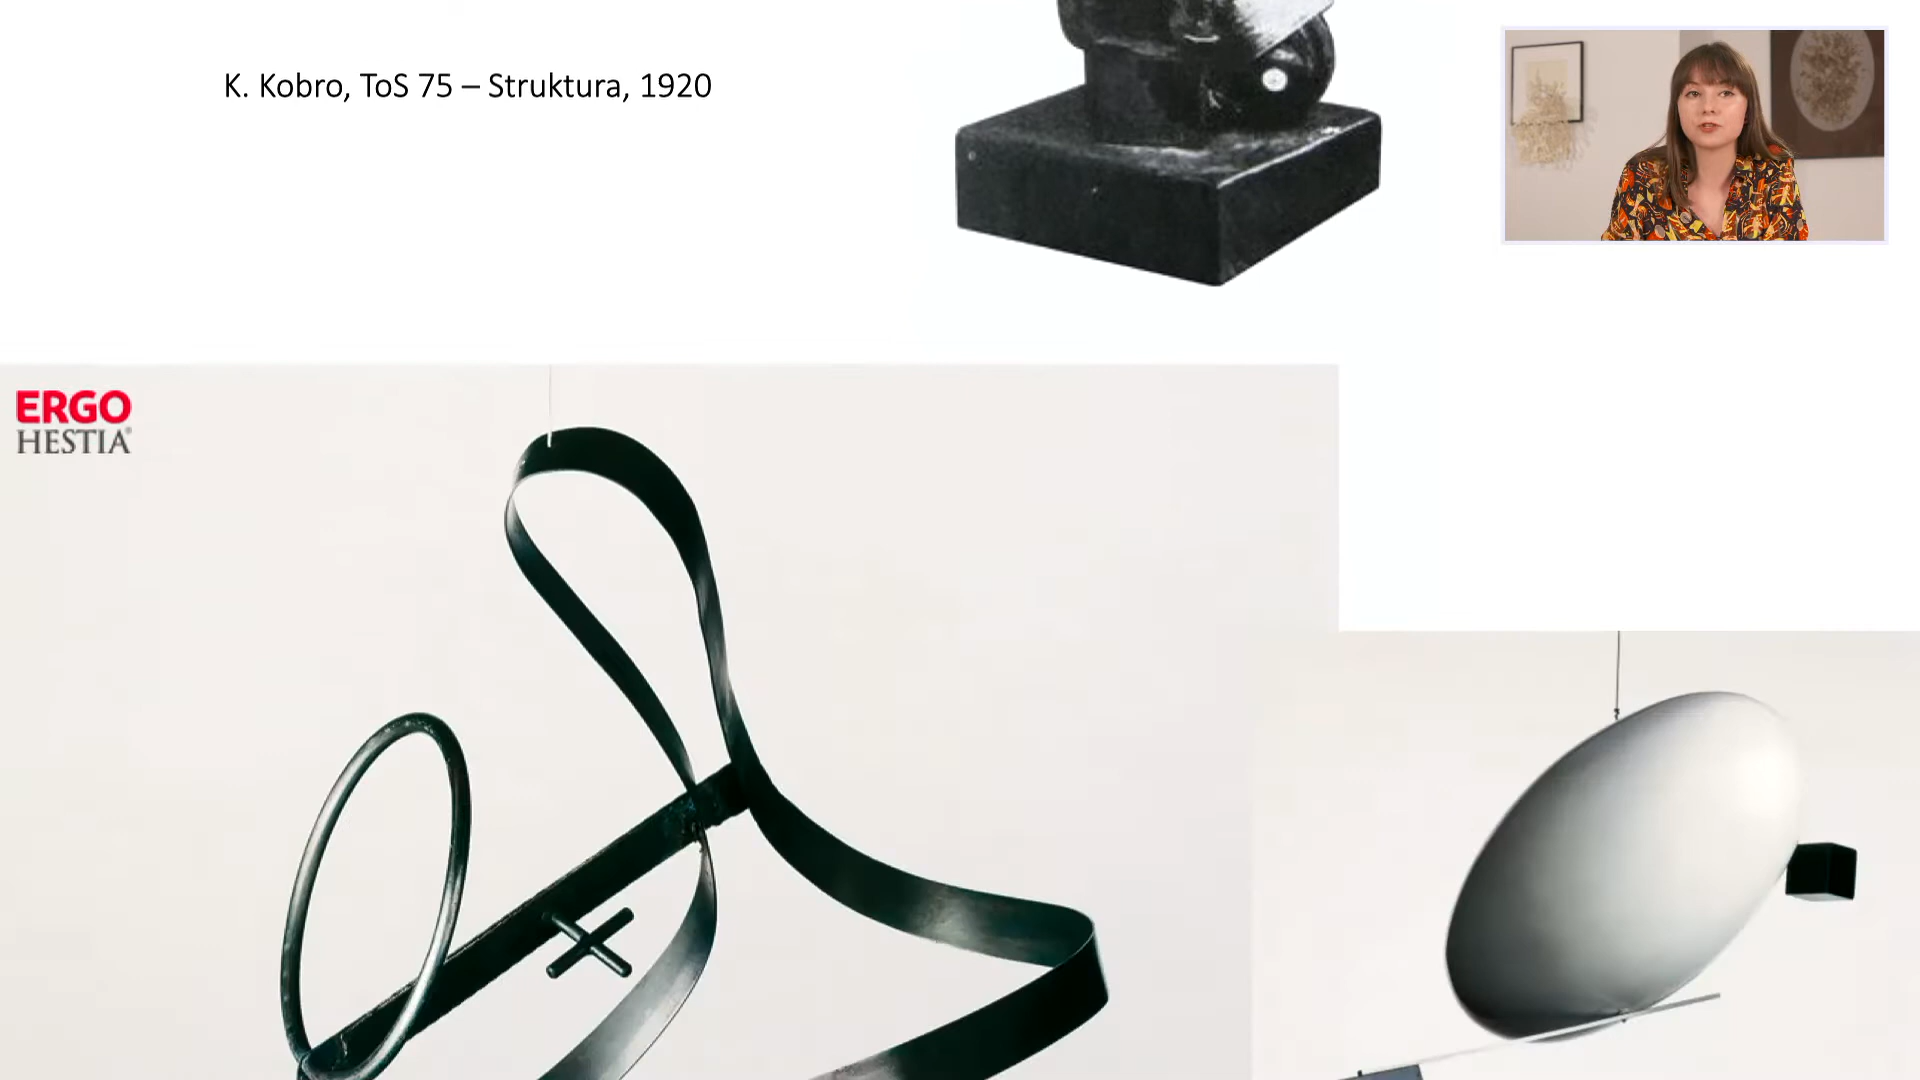 K. Kobro, ToS 75 – Struktura, 1920
ERGO
HESTIA®